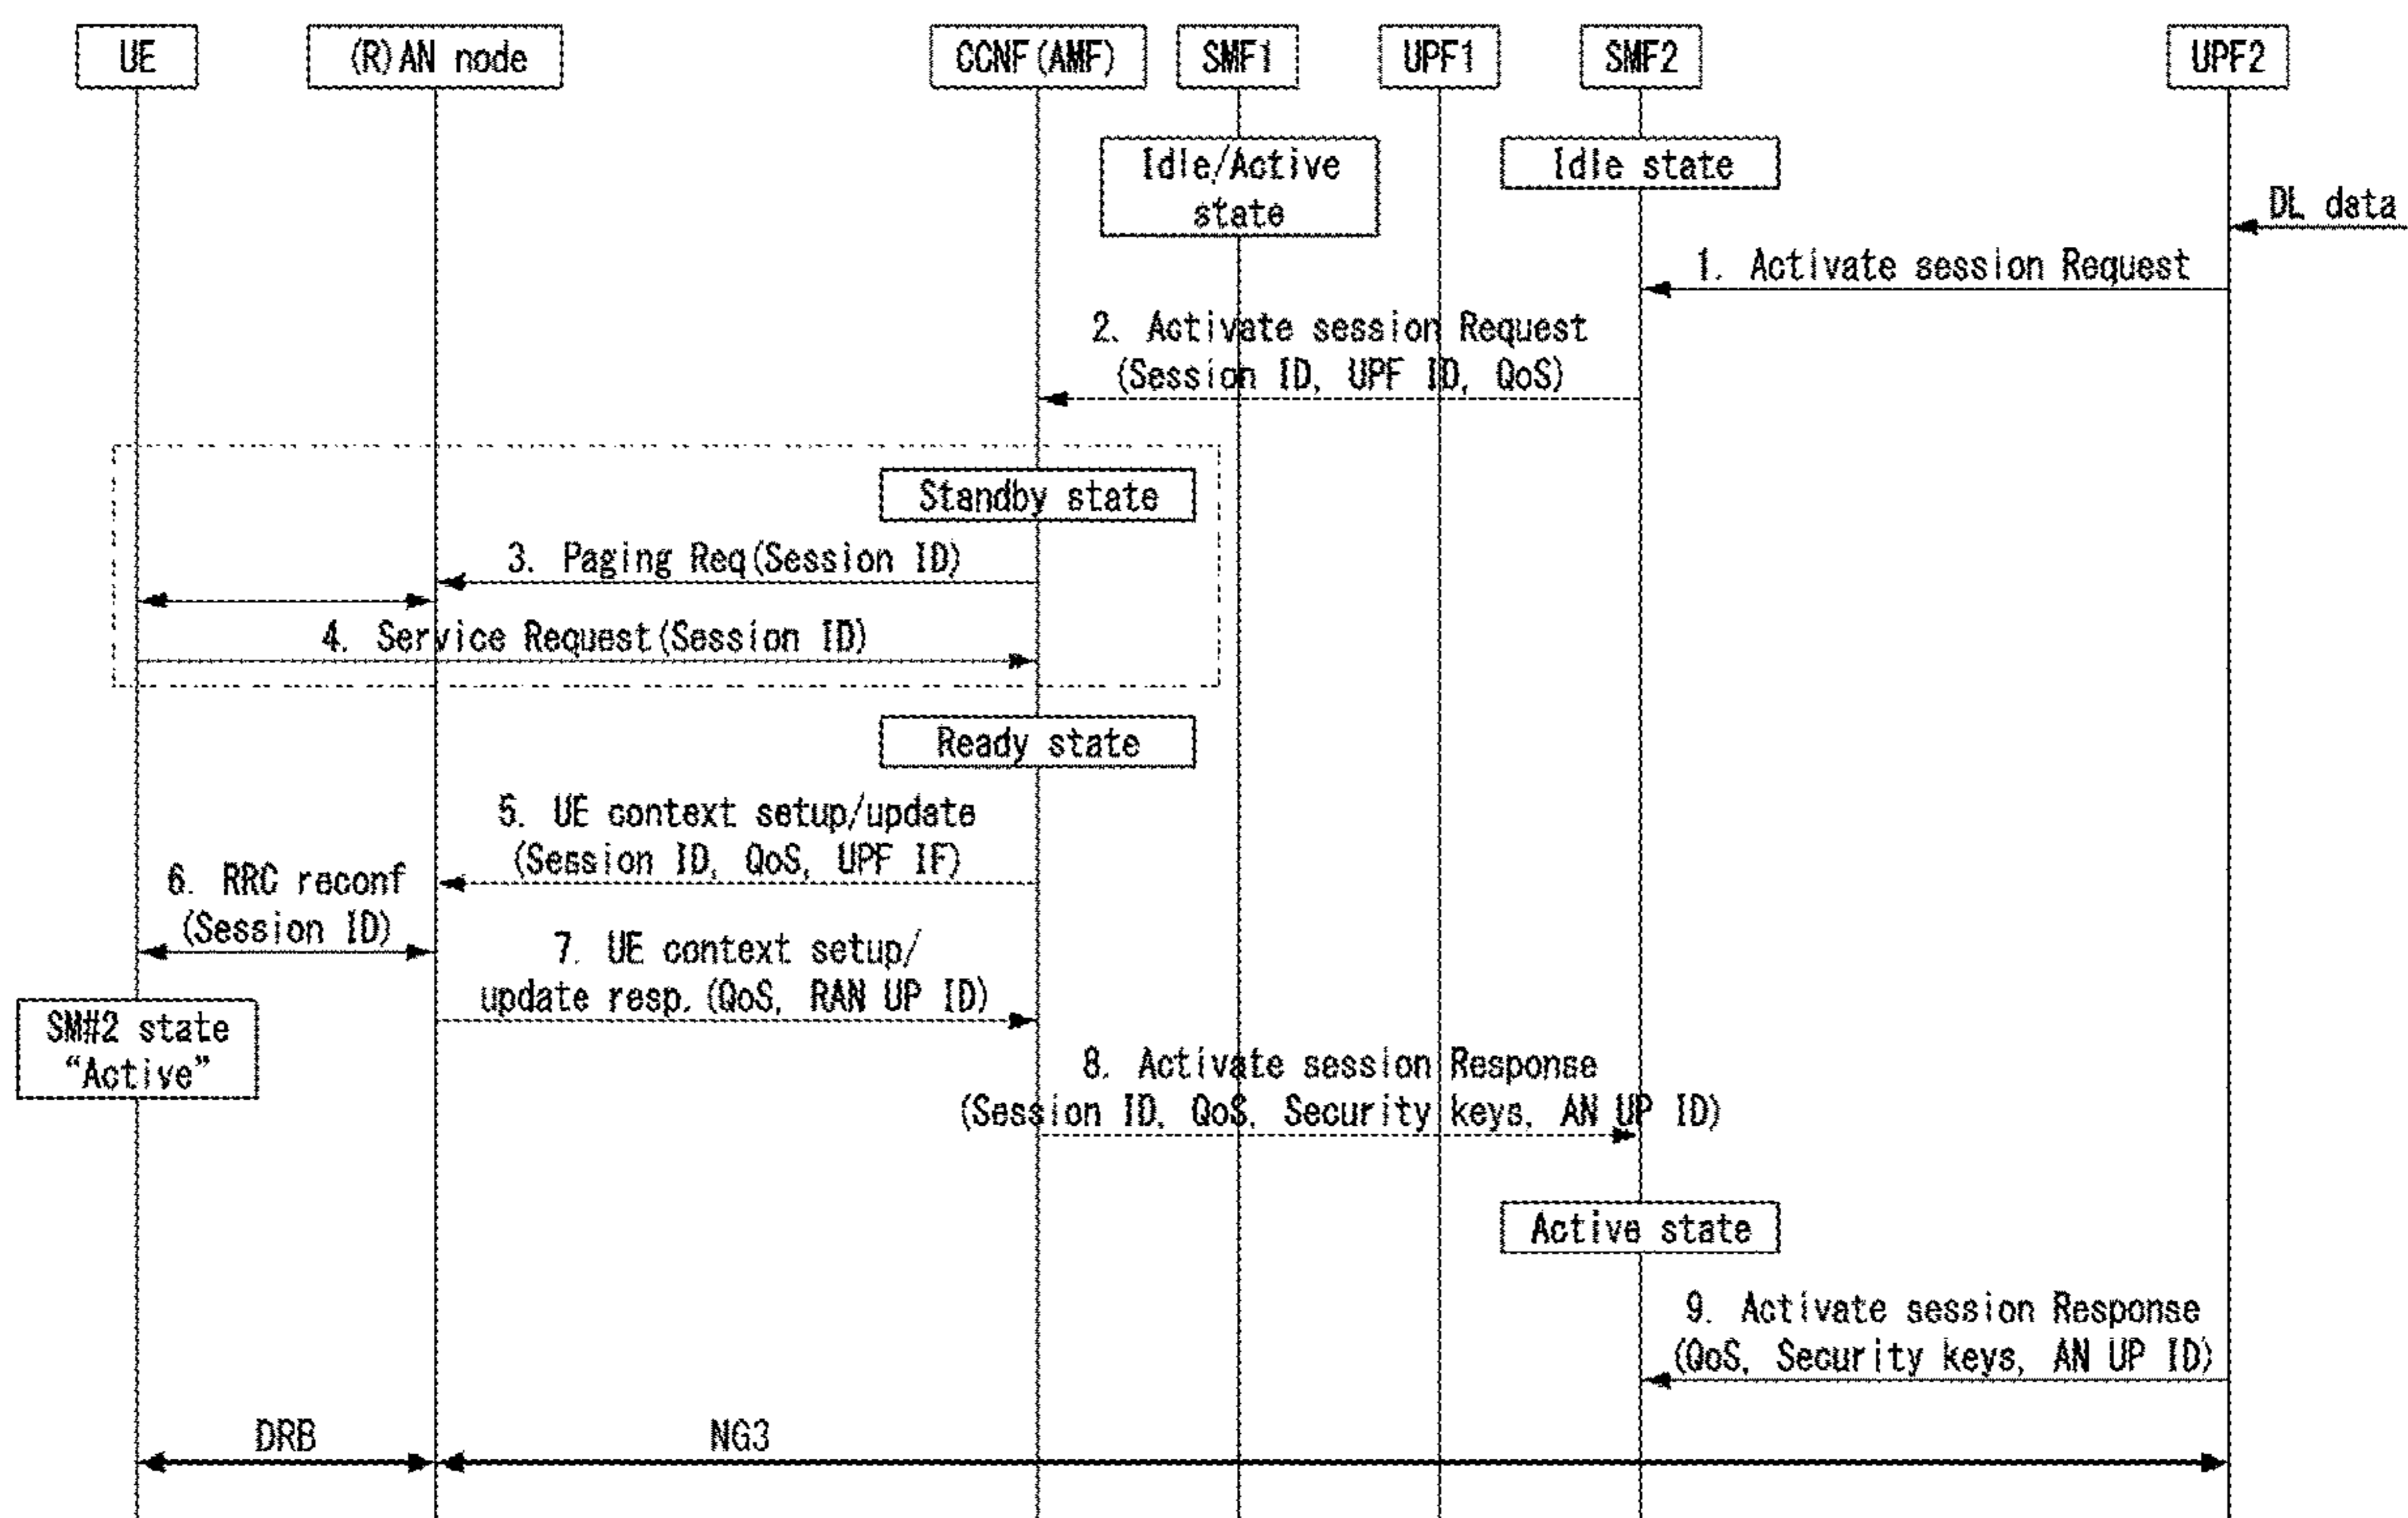 UE
(R)AN node
CCNF(AMF)
SMF1
UPF1
SMF2
UPF2
Idle/Active
state
Idle state
DL data
1. Activate session Request
2. Activate session Request
(Session ID, UPF ID, QoS)
Standby state
3. Paging Req(Session ID)
4. Service Request(Session ID)
Ready state
5. UE context setup/update
(Session ID, QoS, UPF IF)
6. RRC reconf
(Session ID)
7. UE context setup/
update resp.(QoS, RAN UP ID)
SM#2 state
“Active”
8. Activate session Response
(Session ID, QoS, Security keys, AN UP ID)
Active state
9. Activate session Response
(QoS, Security keys, AN UP ID)
DRB
NG3